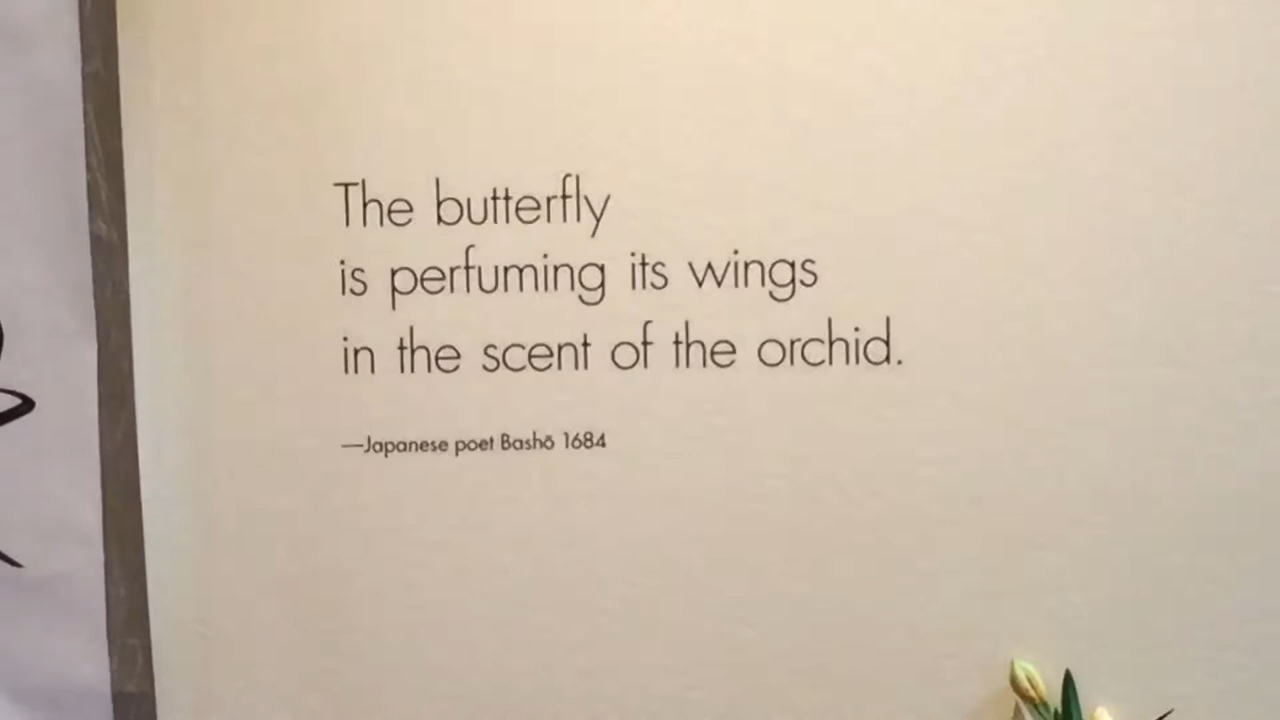 The butterfly
is perfuming its wings
in the scent of the orchid.
—Japanese poet Bashō 1684